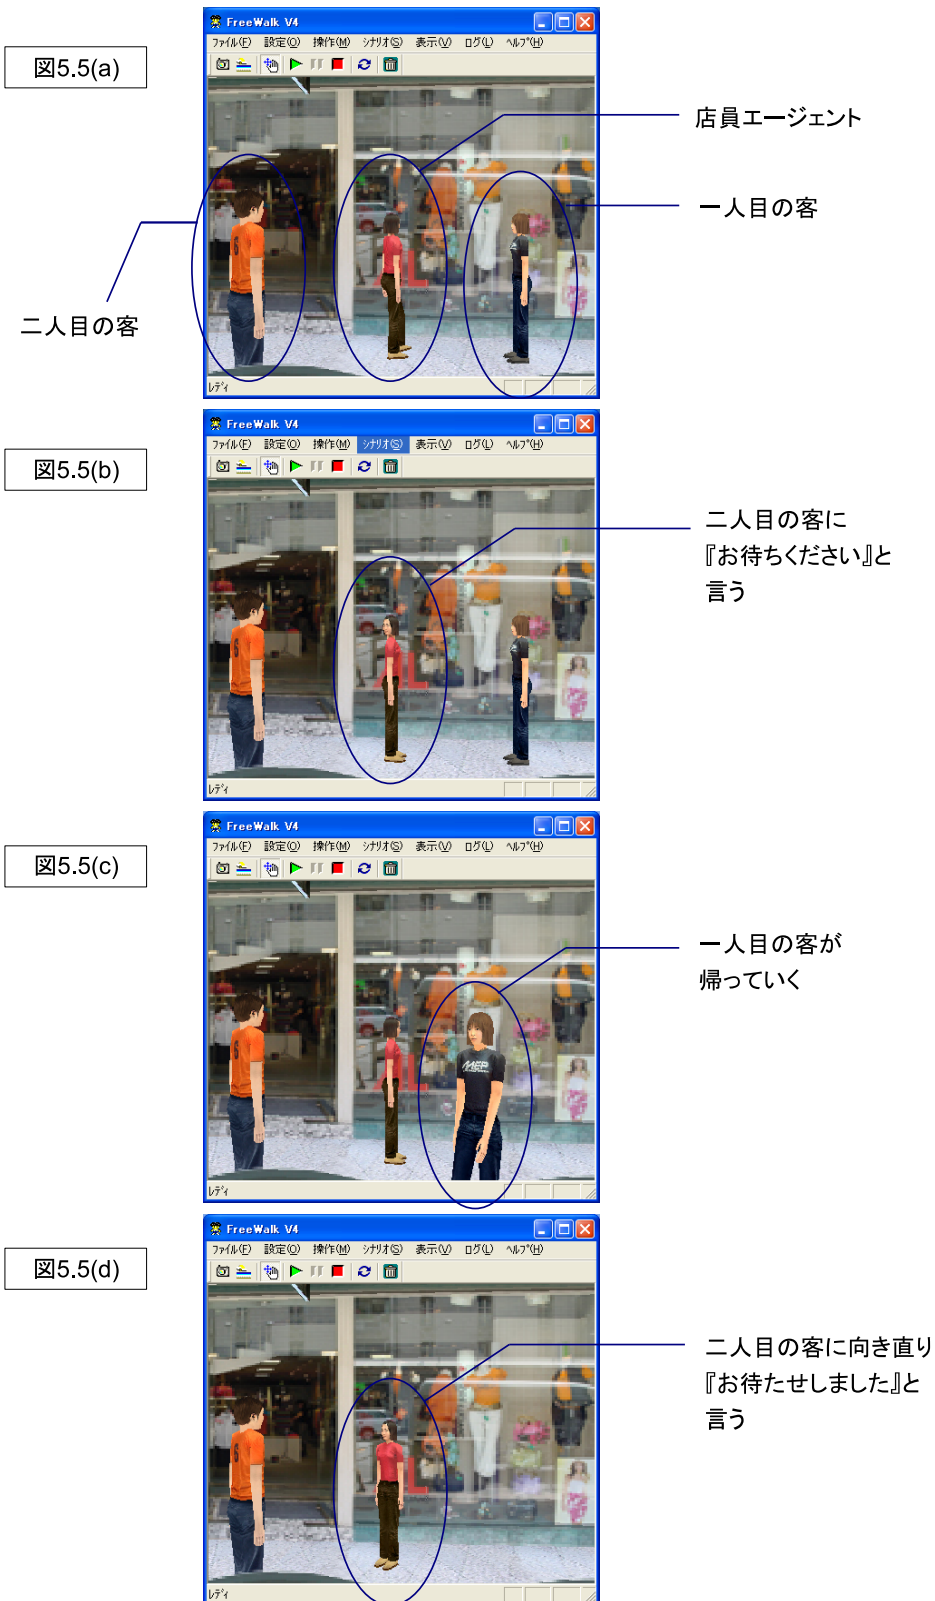 FreeWalk V4
ファイル(F) 設定(O) 操作(M) シナリオ(S) 表示(V) ログ(L) ヘルプ(H)
図5.5(a)
店員エージェント
一人目の客
二人目の客
レディ
FreeWalk V4
ファイル(F) 設定(O) 操作(M) シナリオ(S) 表示(V) ログ(L) ヘルプ(H)
図5.5(b)
二人目の客に
『お待ちください』と
言う
レディ
FreeWalk V4
ファイル(F) 設定(O) 操作(M) シナリオ(S) 表示(V) ログ(L) ヘルプ(H)
図5.5(c)
一人目の客が
帰っていく
レディ
FreeWalk V4
ファイル(F) 設定(O) 操作(M) シナリオ(S) 表示(V) ログ(L) ヘルプ(H)
図5.5(d)
二人目の客に向き直り
『お待たせしました』と
言う
レディ